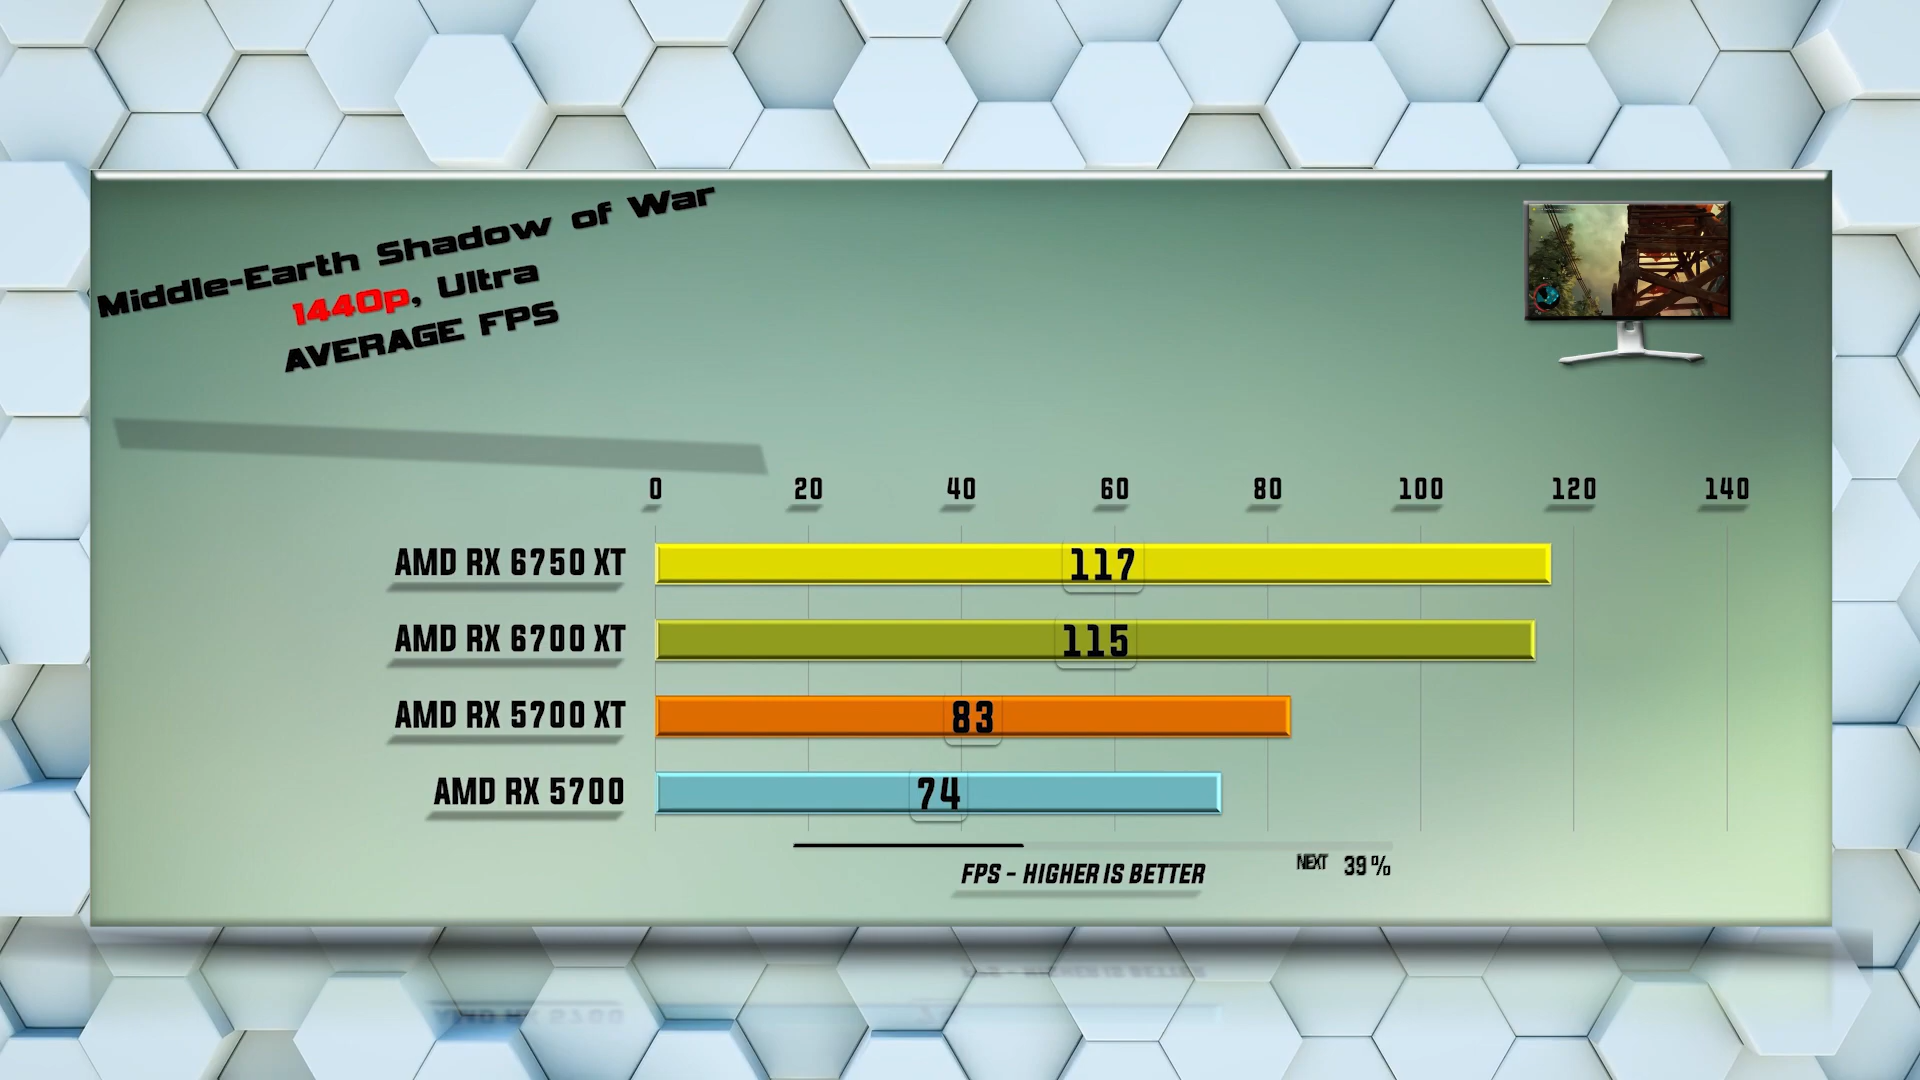 Middle-Earth Shadow of War
1440p, Ultra
AVERAGE FPS
0 20 40 60 80 100 120 140
AMD RX 6750 XT 117
AMD RX 6700 XT 115
AMD RX 5700 XT 83
AMD RX 5700 74
NEXT 39%
FPS - HIGHER IS BETTER